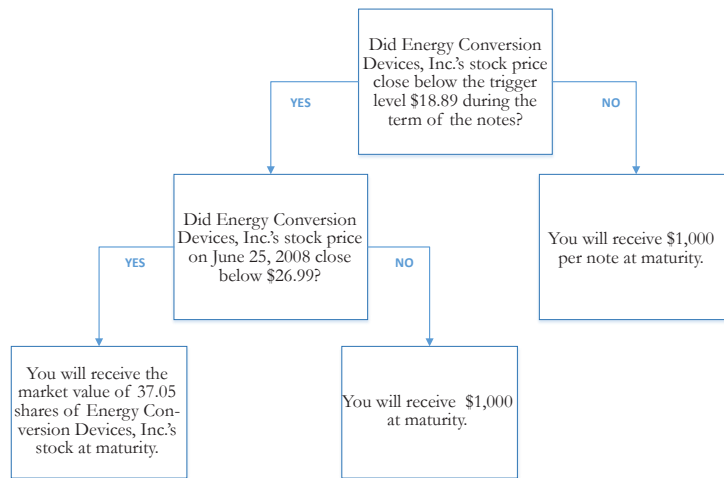 Did Energy Conversion
Devices, Inc.'s stock price
close below the trigger
level $18.89 during the
term of the notes?
YES
NO
Did Energy Conversion
Devices, Inc.'s stock price
on June 25, 2008 close
below $26.99?
You will receive $1,000
per note at maturity.
YES
NO
You will receive the
market value of 37.05
shares of Energy Con-
version Devices, Inc.'s
stock at maturity.
You will receive  $1,000
at maturity.